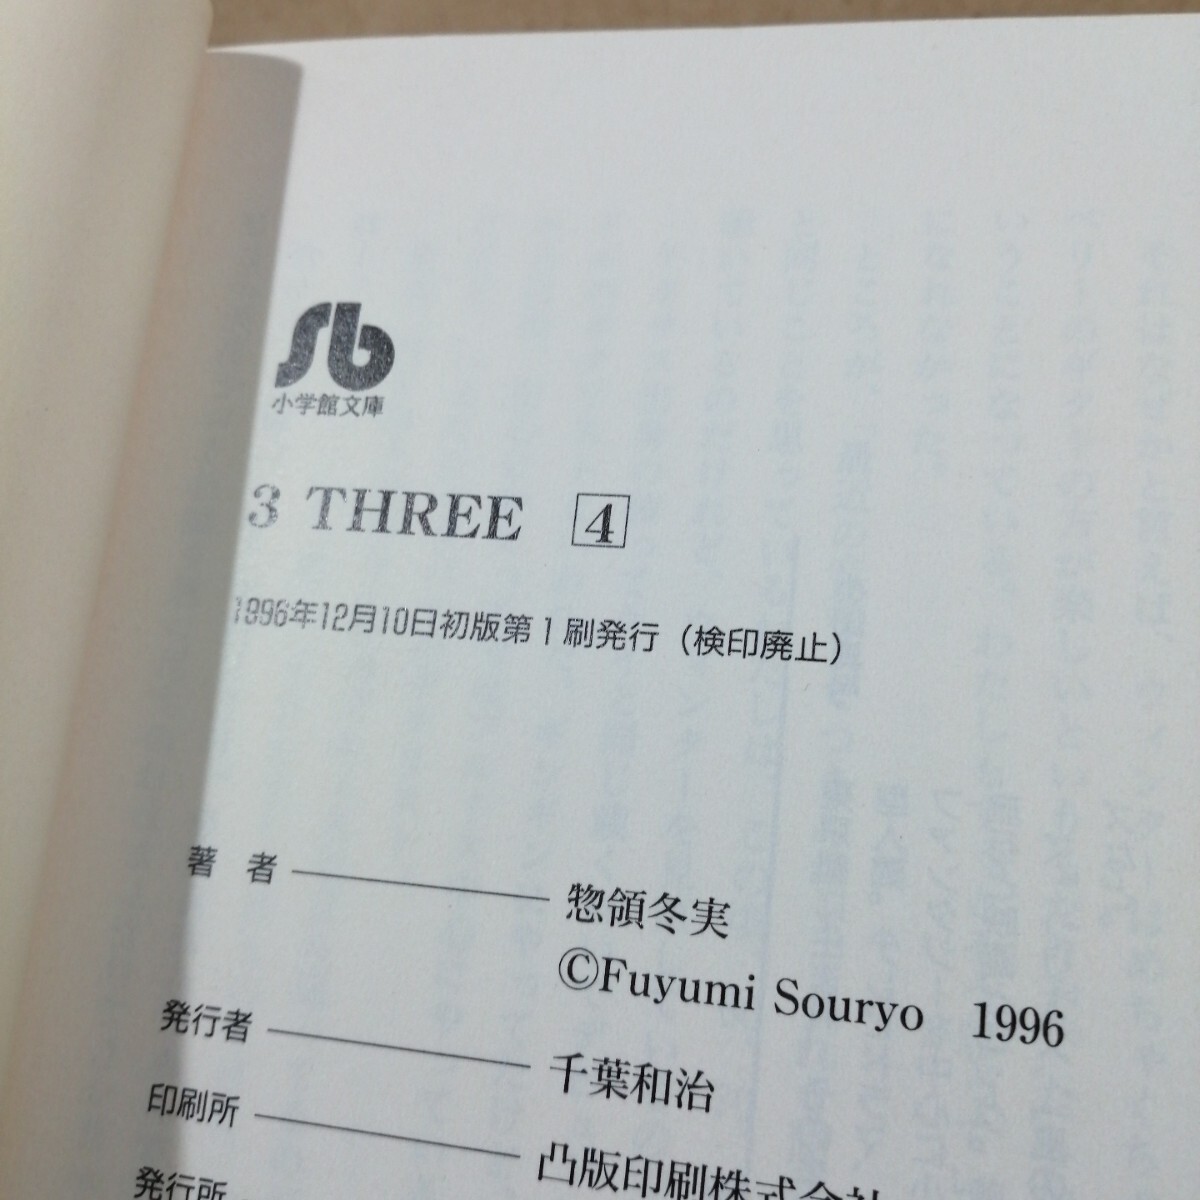 sb
小学館文庫
3 THREE 4
1996年12月10日初版第1刷発行(検印廃止)
著 者 惣領冬実
©Fuyumi Souryo 1996
発行者 千葉和治
印刷所 凸版印刷株式会社
発行所